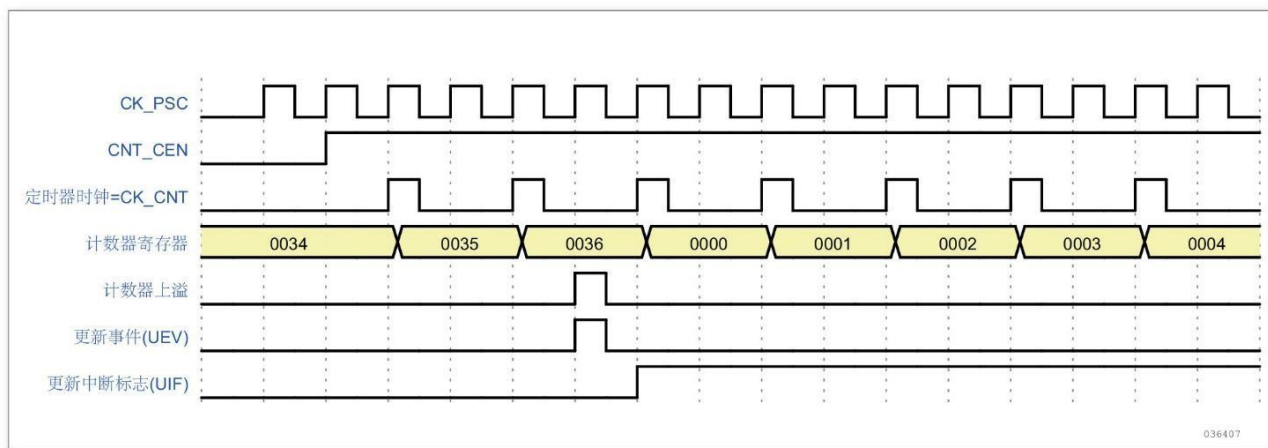 CK_PSC
CNT_CEN
定时器时钟=CK_CNT
计数器寄存器 0034 0035 0036 0000 0001 0002 0003 0004
计数器上溢
更新事件(UEV)
更新中断标志(UIF)
036407